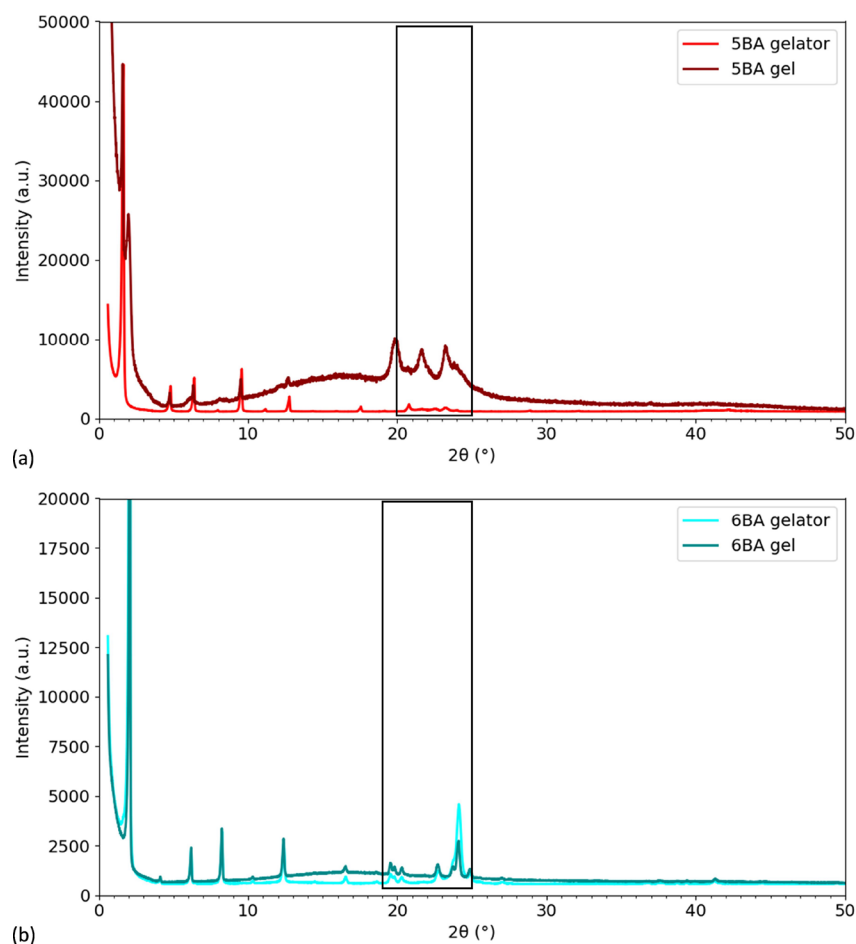 50000
40000
30000
20000
10000
0
Intensity (a.u.)
5BA gelator
5BA gel
0 10 20 30 40 50
2θ (°)
(a)
20000
17500
15000
12500
10000
7500
5000
2500
0
Intensity (a.u.)
6BA gelator
6BA gel
0 10 20 30 40 50
2θ (°)
(b)